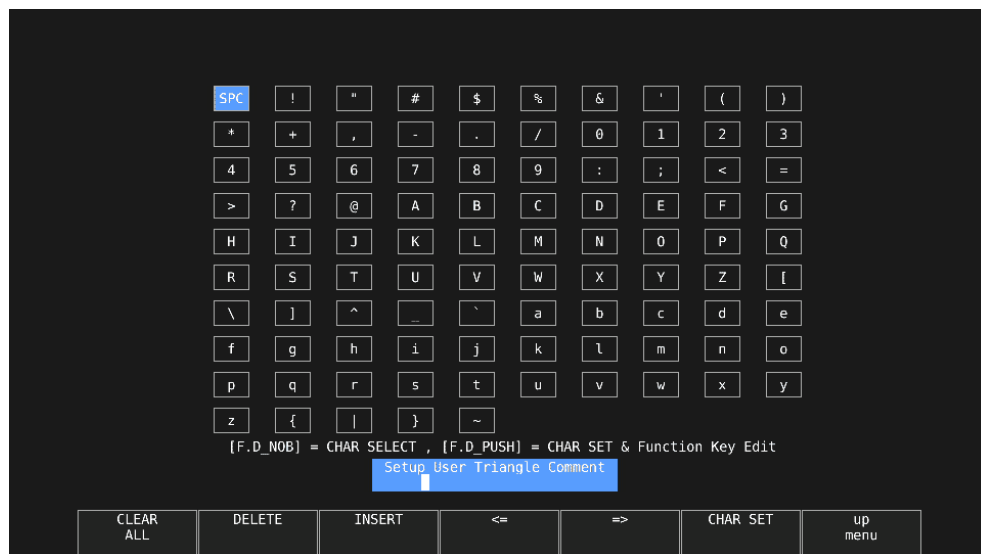 SPC ! " # $ % & ' ( )
* + , - . / 0 1 2 3
4 5 6 7 8 9 : ; < =
> ? @ A B C D E F G
H I J K L M N O P Q
R S T U V W X Y Z [
\ ] ^ _ ` a b c d e
f g h i j k l m n o
p q r s t u v w x y
z { | } ~
[F.D_NOB] = CHAR SELECT , [F.D_PUSH] = CHAR SET & Function Key Edit
Setup User Triangle Comment
CLEAR ALL DELETE INSERT <= => CHAR SET up menu